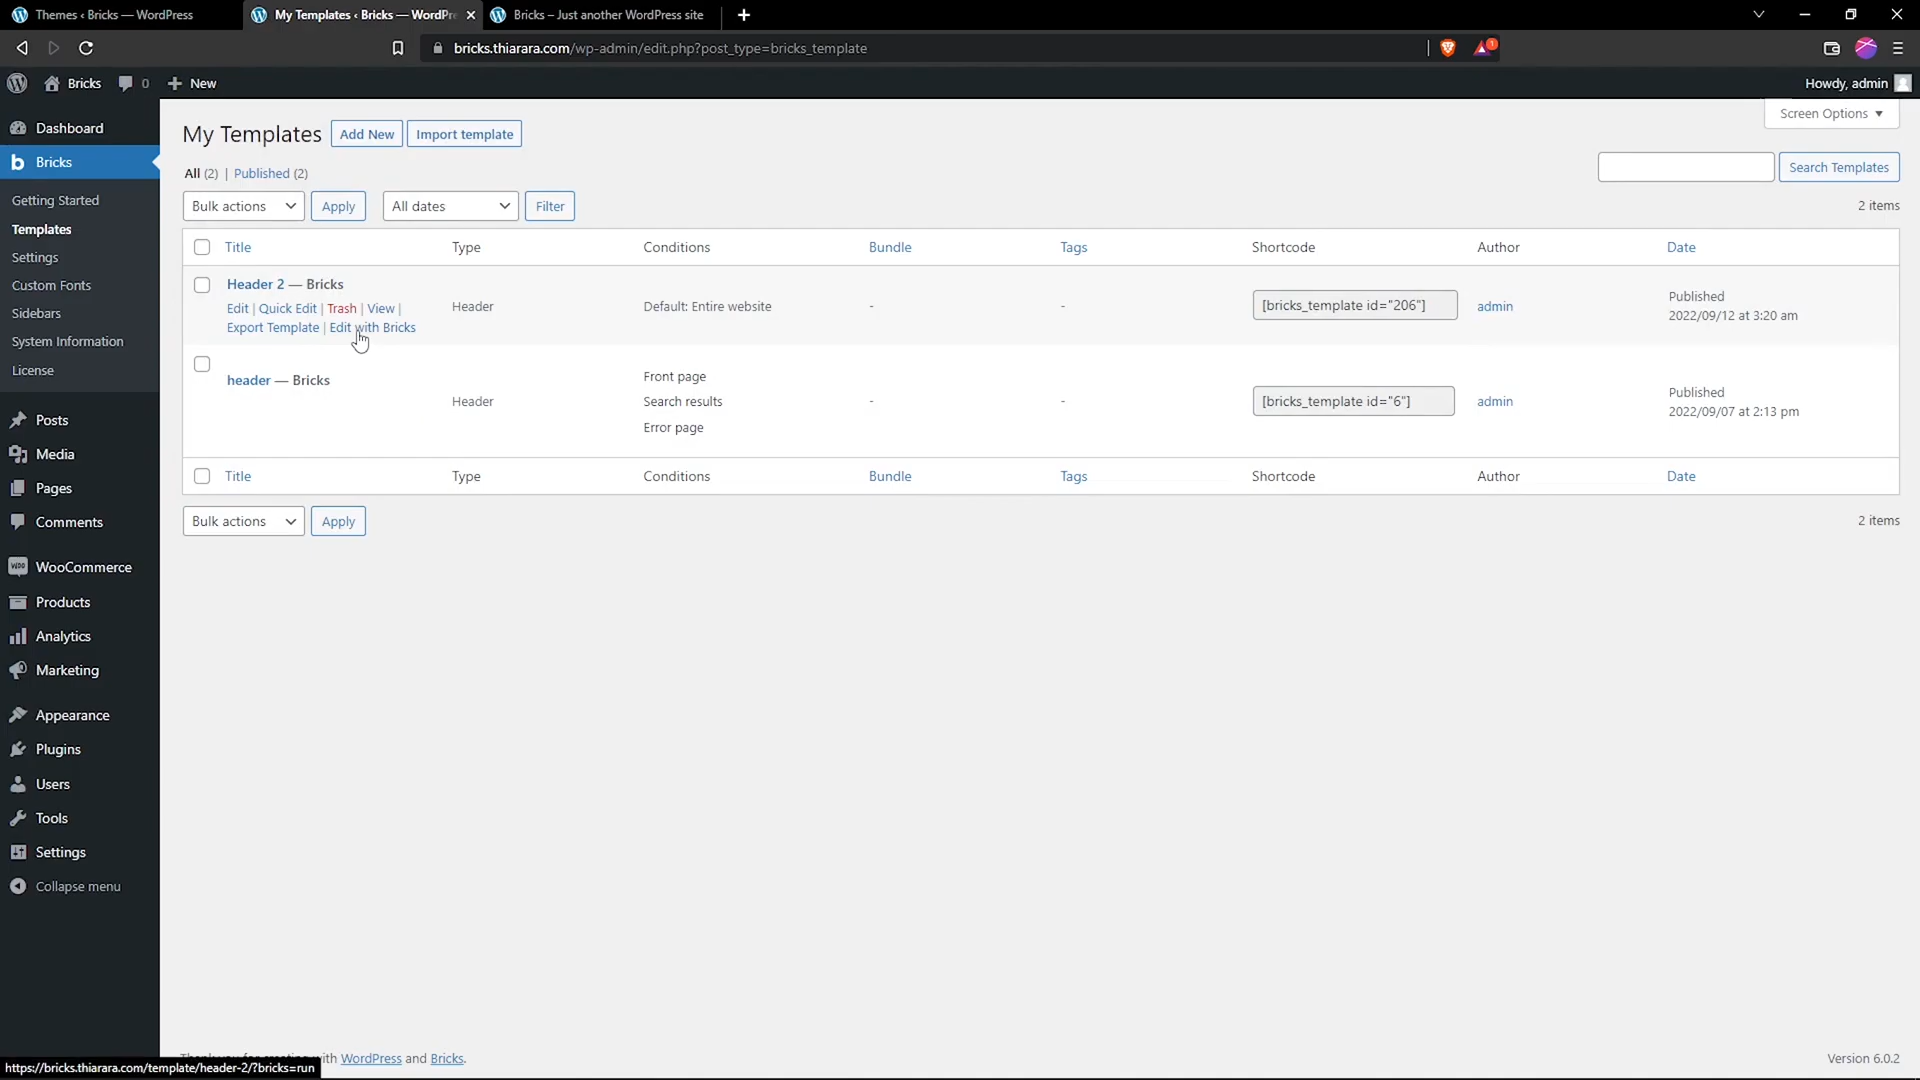 Themes ‹ Bricks — WordPress
My Templates ‹ Bricks — WordPr
Bricks – Just another WordPress site
bricks.thiarara.com/wp-admin/edit.php?post_type=bricks_template
1
Bricks 0 New
Howdy, admin
Screen Options
Dashboard
Bricks
Getting Started
Templates
Settings
Custom Fonts
Sidebars
System Information
License
Posts
Media
Pages
Comments
WooCommerce
Products
Analytics
Marketing
Appearance
Plugins
Users
Tools
Settings
Collapse menu
My Templates Add New Import template
All (2) | Published (2)
Search Templates
Bulk actions Apply All dates Filter
2 items
Title Type Conditions Bundle Tags Shortcode Author Date
Header 2 — Bricks
Edit | Quick Edit | Trash | View |
Export Template | Edit with Bricks
Header
Default: Entire website
-
-
[bricks_template id="206"]
admin
Published
2022/09/12 at 3:20 am
header — Bricks
Header
Front page
Search results
Error page
-
-
[bricks_template id="6"]
admin
Published
2022/09/07 at 2:13 pm
Title Type Conditions Bundle Tags Shortcode Author Date
Bulk actions Apply
2 items
with WordPress and Bricks.
Version 6.0.2
https://bricks.thiarara.com/template/header-2/?bricks=run